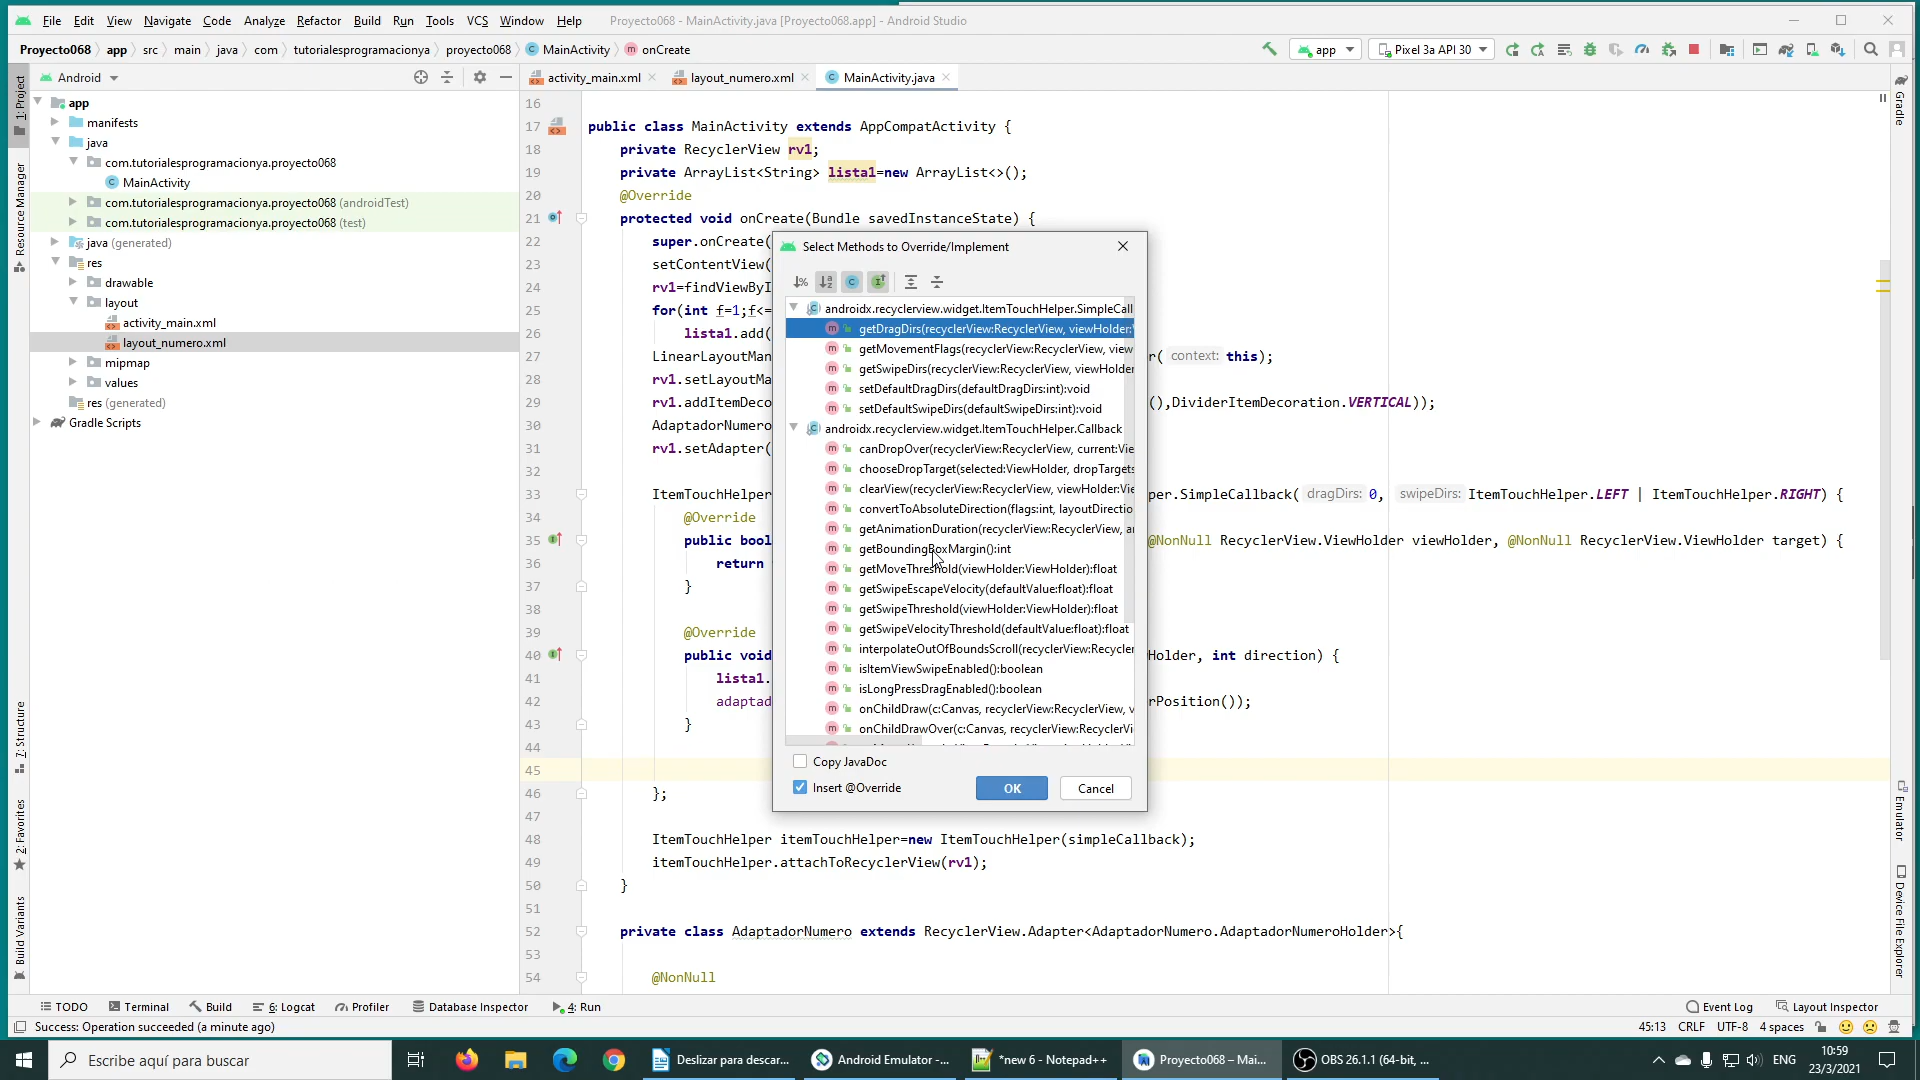 File Edit View Navigate Code Analyze Refactor Build Run Tools VCS Window Help Proyecto068 - MainActivity.java [Proyecto068.app] - Android Studio
Proyecto068 app src main java com tutorialesprogramacionya proyecto068 MainActivity onCreate app Pixel 3a API 30
Android activity_main.xml layout_numero.xml MainActivity.java
1: Project
Resource Manager
7: Structure
2: Favorites
Build Variants
app
manifests
java
com.tutorialesprogramacionya.proyecto068
MainActivity
com.tutorialesprogramacionya.proyecto068 (androidTest)
com.tutorialesprogramacionya.proyecto068 (test)
java (generated)
res
drawable
layout
activity_main.xml
layout_numero.xml
mipmap
values
res (generated)
Gradle Scripts
16
17 public class MainActivity extends AppCompatActivity {
18 private RecyclerView rv1;
19 private ArrayList<String> lista1=new ArrayList<>();
20 @Override
21 protected void onCreate(Bundle savedInstanceState) {
22 super.onCreate(
23 setContentView(
24 rv1=findViewByI
25 for(int f=1;f<=
26 lista1.add(
27 LinearLayoutMan r( context: this);
28 rv1.setLayoutMa
29 rv1.addItemDeco (),DividerItemDecoration.VERTICAL));
30 AdaptadorNumero
31 rv1.setAdapter(
32
33 ItemTouchHelper per.SimpleCallback( dragDirs: 0, swipeDirs: ItemTouchHelper.LEFT | ItemTouchHelper.RIGHT) {
34 @Override
35 public bool @NonNull RecyclerView.ViewHolder viewHolder, @NonNull RecyclerView.ViewHolder target) {
36 return
37 }
38
39 @Override
40 public void Holder, int direction) {
41 lista1.
42 adaptad rPosition());
43 }
44
45
46 };
47
48 ItemTouchHelper itemTouchHelper=new ItemTouchHelper(simpleCallback);
49 itemTouchHelper.attachToRecyclerView(rv1);
50 }
51
52 private class AdaptadorNumero extends RecyclerView.Adapter<AdaptadorNumero.AdaptadorNumeroHolder>{
53
54 @NonNull
Select Methods to Override/Implement
androidx.recyclerview.widget.ItemTouchHelper.SimpleCall
getDragDirs(recyclerView:RecyclerView, viewHolder:
getMovementFlags(recyclerView:RecyclerView, view
getSwipeDirs(recyclerView:RecyclerView, viewHolder
setDefaultDragDirs(defaultDragDirs:int):void
setDefaultSwipeDirs(defaultSwipeDirs:int):void
androidx.recyclerview.widget.ItemTouchHelper.Callback
canDropOver(recyclerView:RecyclerView, current:Vie
chooseDropTarget(selected:ViewHolder, dropTargets
clearView(recyclerView:RecyclerView, viewHolder:Vie
convertToAbsoluteDirection(flags:int, layoutDirectio
getAnimationDuration(recyclerView:RecyclerView, a
getBoundingBoxMargin():int
getMoveThreshold(viewHolder:ViewHolder):float
getSwipeEscapeVelocity(defaultValue:float):float
getSwipeThreshold(viewHolder:ViewHolder):float
getSwipeVelocityThreshold(defaultValue:float):float
interpolateOutOfBoundsScroll(recyclerView:Recycler
isItemViewSwipeEnabled():boolean
isLongPressDragEnabled():boolean
onChildDraw(c:Canvas, recyclerView:RecyclerView, v
onChildDrawOver(c:Canvas, recyclerView:RecyclerVi
Copy JavaDoc
Insert @Override
OK Cancel
Gradle
Emulator
Device File Explorer
TODO Terminal Build 6: Logcat Profiler Database Inspector 4: Run Event Log Layout Inspector
Success: Operation succeeded (a minute ago) 45:13 CRLF UTF-8 4 spaces
Escribe aquí para buscar Deslizar para descar... Android Emulator -... *new 6 - Notepad++ Proyecto068 – Mai... OBS 26.1.1 (64-bit, ... ENG 10:59
23/3/2021